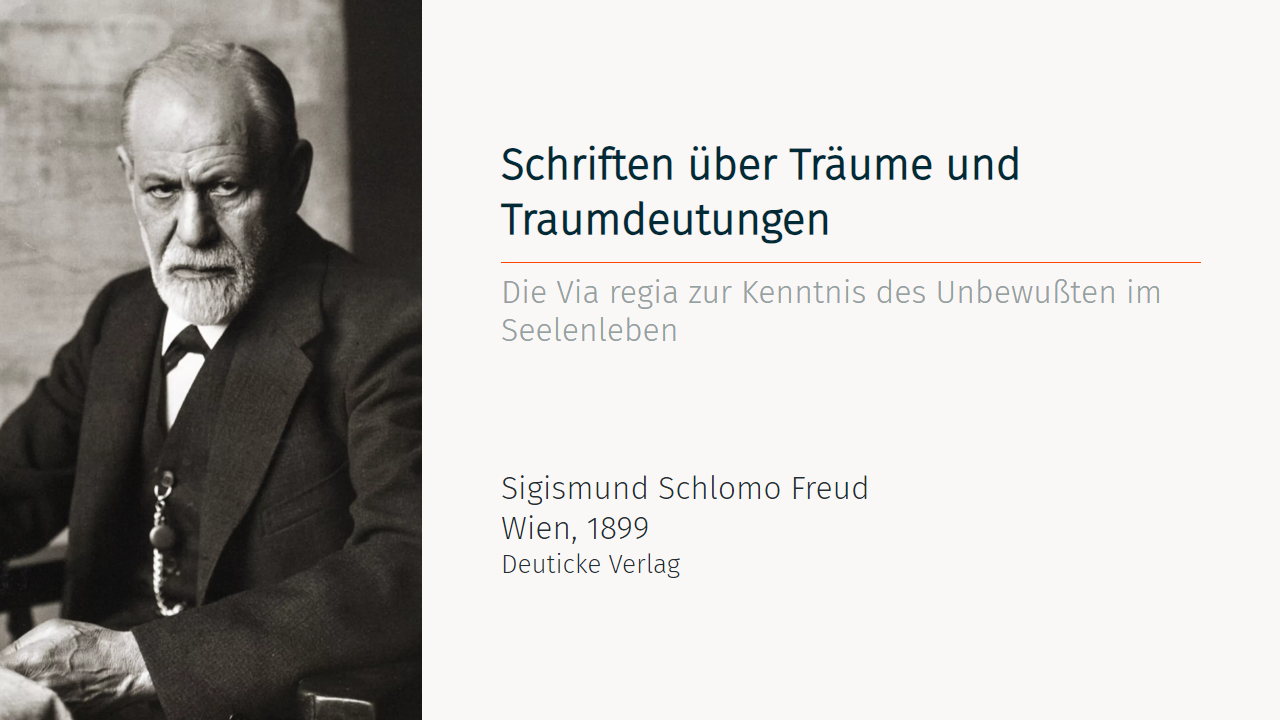 Schriften über Träume und
Traumdeutungen
Die Via regia zur Kenntnis des Unbewußten im
Seelenleben
Sigismund Schlomo Freud
Wien, 1899
Deuticke Verlag